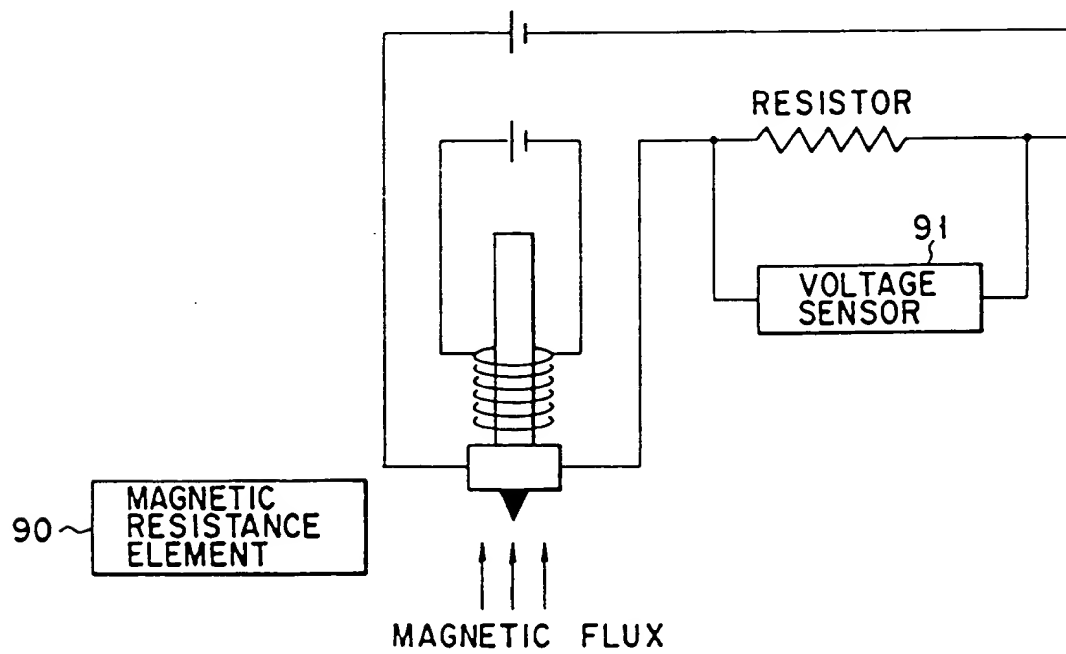 RESISTOR
91
VOLTAGE
SENSOR
90
MAGNETIC
RESISTANCE
ELEMENT
MAGNETIC FLUX